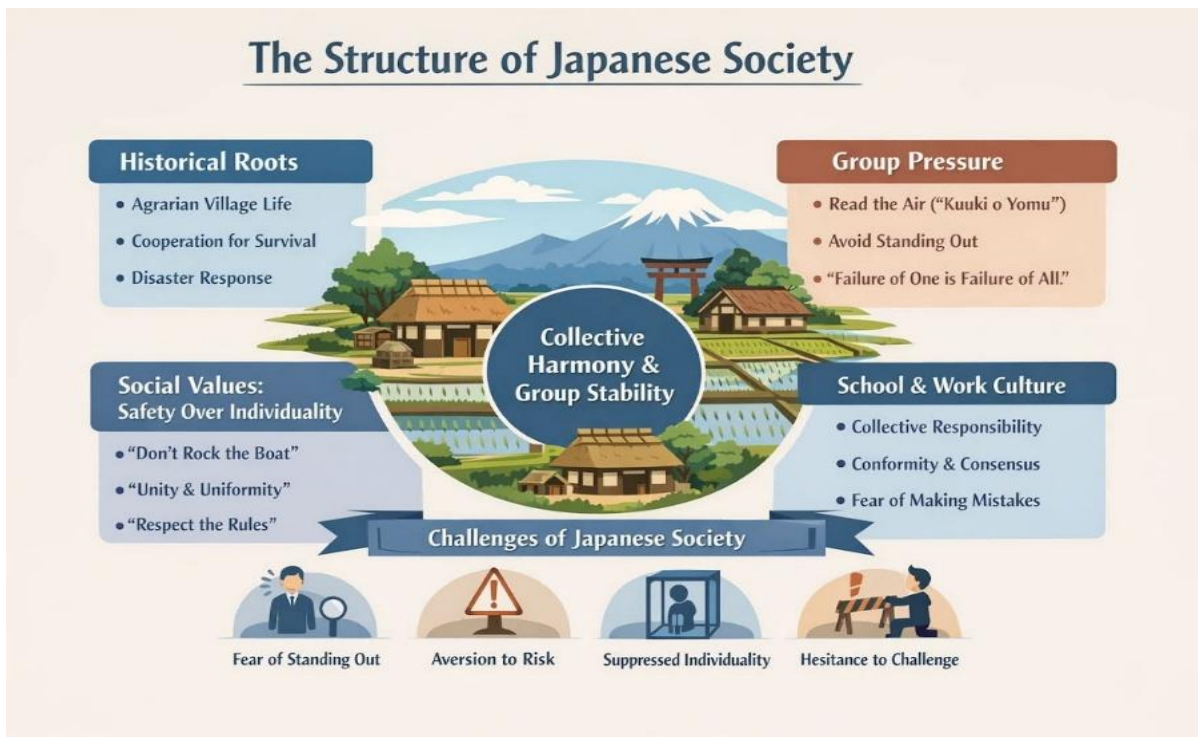 The Structure of Japanese Society
Historical Roots
• Agrarian Village Life
• Cooperation for Survival
• Disaster Response
Group Pressure
• Read the Air ("Kuuki o Yomu")
• Avoid Standing Out
• "Failure of One is Failure of All."
Collective
Harmony &
Group Stability
Social Values:
Safety Over Individuality
• "Don't Rock the Boat"
• "Unity & Uniformity"
• "Respect the Rules"
School & Work Culture
• Collective Responsibility
• Conformity & Consensus
• Fear of Making Mistakes
Challenges of Japanese Society
Fear of Standing Out
Aversion to Risk
Suppressed Individuality
Hesitance to Challenge